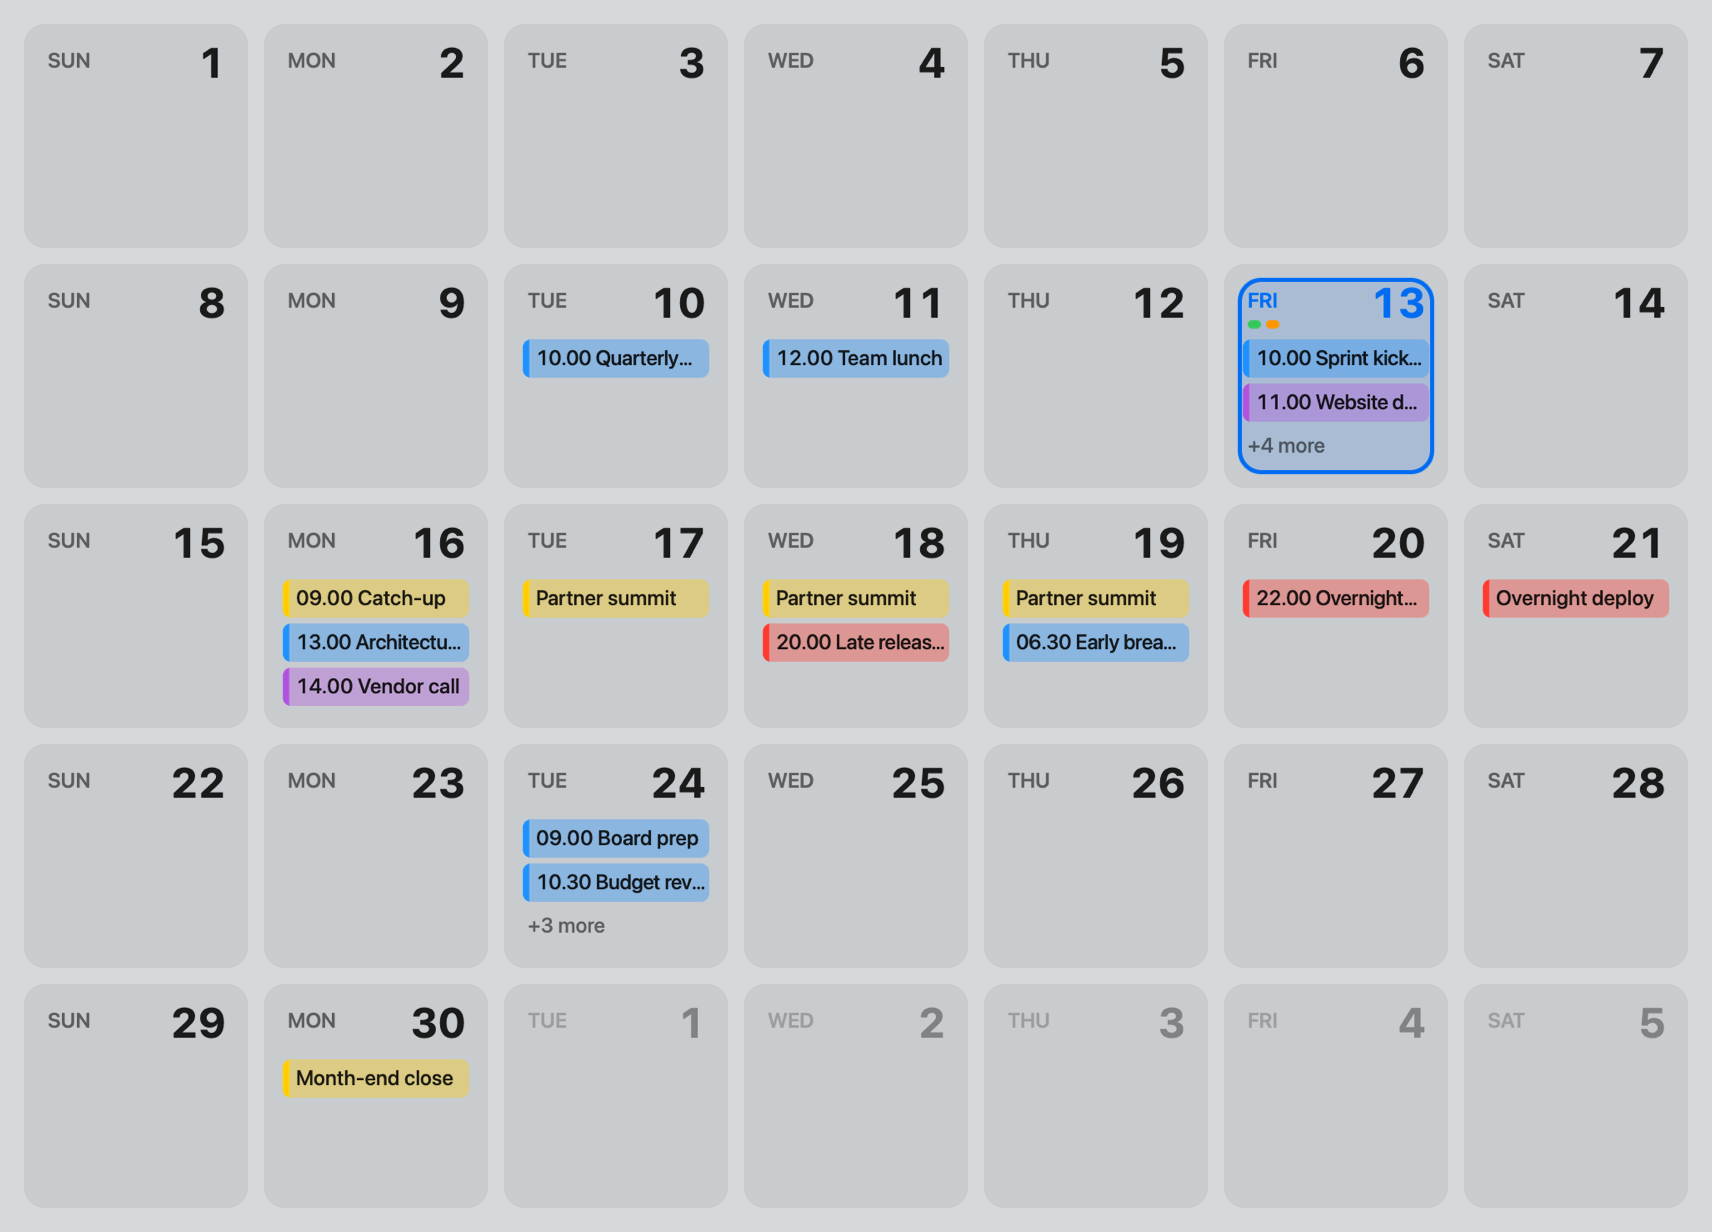 SUN 1
MON 2
TUE 3
WED 4
THU 5
FRI 6
SAT 7
SUN 8
MON 9
TUE 10
10.00 Quarterly...
WED 11
12.00 Team lunch
THU 12
FRI 13
10.00 Sprint kick...
11.00 Website d...
+4 more
SAT 14
SUN 15
MON 16
09.00 Catch-up
13.00 Architectu...
14.00 Vendor call
TUE 17
Partner summit
WED 18
Partner summit
20.00 Late releas...
THU 19
Partner summit
06.30 Early brea...
FRI 20
22.00 Overnight...
SAT 21
Overnight deploy
SUN 22
MON 23
TUE 24
09.00 Board prep
10.30 Budget rev...
+3 more
WED 25
THU 26
FRI 27
SAT 28
SUN 29
MON 30
Month-end close
TUE 1
WED 2
THU 3
FRI 4
SAT 5